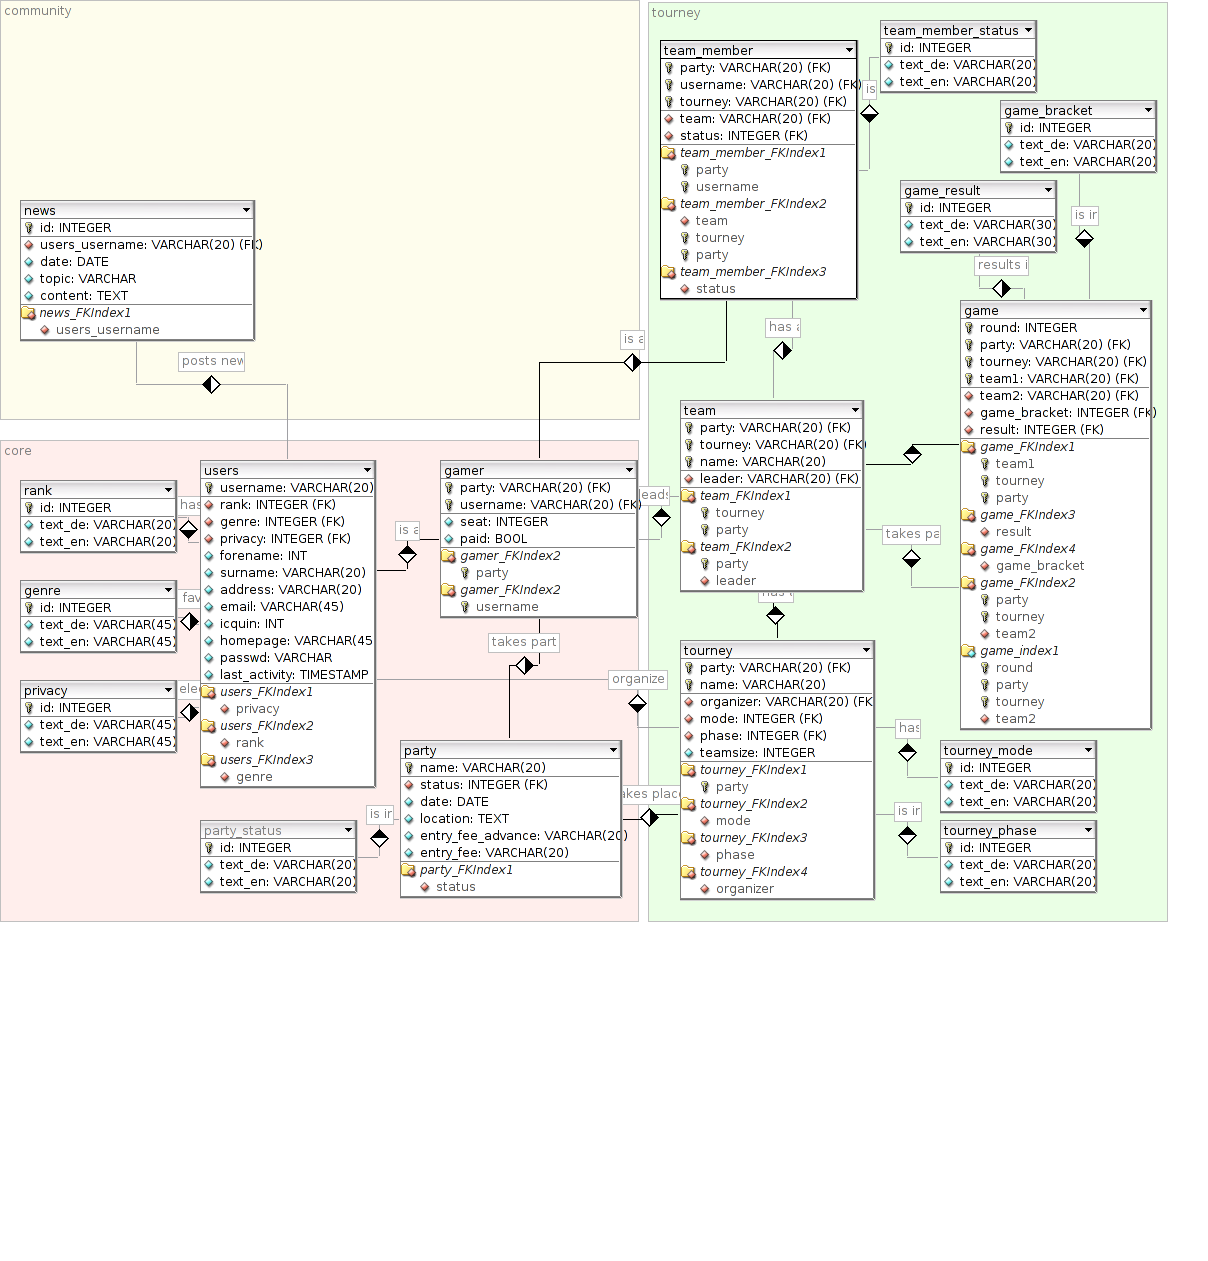 community
news
id: INTEGER
users_username: VARCHAR(20) (FK)
date: DATE
topic: VARCHAR
content: TEXT
news_FKIndex1
users_username
posts new
core
rank
id: INTEGER
text_de: VARCHAR(20)
text_en: VARCHAR(20)
has
genre
id: INTEGER
text_de: VARCHAR(45)
text_en: VARCHAR(45)
fav
privacy
id: INTEGER
text_de: VARCHAR(45)
text_en: VARCHAR(45)
elec
users
username: VARCHAR(20)
rank: INTEGER (FK)
genre: INTEGER (FK)
privacy: INTEGER (FK)
forename: INT
surname: VARCHAR(20)
address: VARCHAR(20)
email: VARCHAR(45)
icquin: INT
homepage: VARCHAR(45
passwd: VARCHAR
last_activity: TIMESTAMP
users_FKIndex1
privacy
users_FKIndex2
rank
users_FKIndex3
genre
is a
gamer
party: VARCHAR(20) (FK)
username: VARCHAR(20) (FK)
seat: INTEGER
paid: BOOL
gamer_FKIndex2
party
gamer_FKIndex2
username
takes part
party_status
id: INTEGER
text_de: VARCHAR(20)
text_en: VARCHAR(20)
is in
party
name: VARCHAR(20)
status: INTEGER (FK)
date: DATE
location: TEXT
entry_fee_advance: VARCHAR(20)
entry_fee: VARCHAR(20)
party_FKIndex1
status
is a
eads
organize
akes place
tourney
team_member
party: VARCHAR(20) (FK)
username: VARCHAR(20) (FK)
tourney: VARCHAR(20) (FK)
team: VARCHAR(20) (FK)
status: INTEGER (FK)
team_member_FKIndex1
party
username
team_member_FKIndex2
team
tourney
party
team_member_FKIndex3
status
is
team_member_status
id: INTEGER
text_de: VARCHAR(20)
text_en: VARCHAR(20)
game_bracket
id: INTEGER
text_de: VARCHAR(20)
text_en: VARCHAR(20)
is in
game_result
id: INTEGER
text_de: VARCHAR(30)
text_en: VARCHAR(30)
results i
has a
team
party: VARCHAR(20) (FK)
tourney: VARCHAR(20) (FK)
name: VARCHAR(20)
leader: VARCHAR(20) (FK)
team_FKIndex1
tourney
party
team_FKIndex2
party
leader
takes pa
game
round: INTEGER
party: VARCHAR(20) (FK)
tourney: VARCHAR(20) (FK)
team1: VARCHAR(20) (FK)
team2: VARCHAR(20) (FK)
game_bracket: INTEGER (FK)
result: INTEGER (FK)
game_FKIndex1
team1
tourney
party
game_FKIndex3
result
game_FKIndex4
game_bracket
game_FKIndex2
party
tourney
team2
game_index1
round
party
tourney
team2
has
tourney
party: VARCHAR(20) (FK)
name: VARCHAR(20)
organizer: VARCHAR(20) (FK
mode: INTEGER (FK)
phase: INTEGER (FK)
teamsize: INTEGER
tourney_FKIndex1
party
tourney_FKIndex2
mode
tourney_FKIndex3
phase
tourney_FKIndex4
organizer
has
tourney_mode
id: INTEGER
text_de: VARCHAR(20)
text_en: VARCHAR(20)
is in
tourney_phase
id: INTEGER
text_de: VARCHAR(20)
text_en: VARCHAR(20)